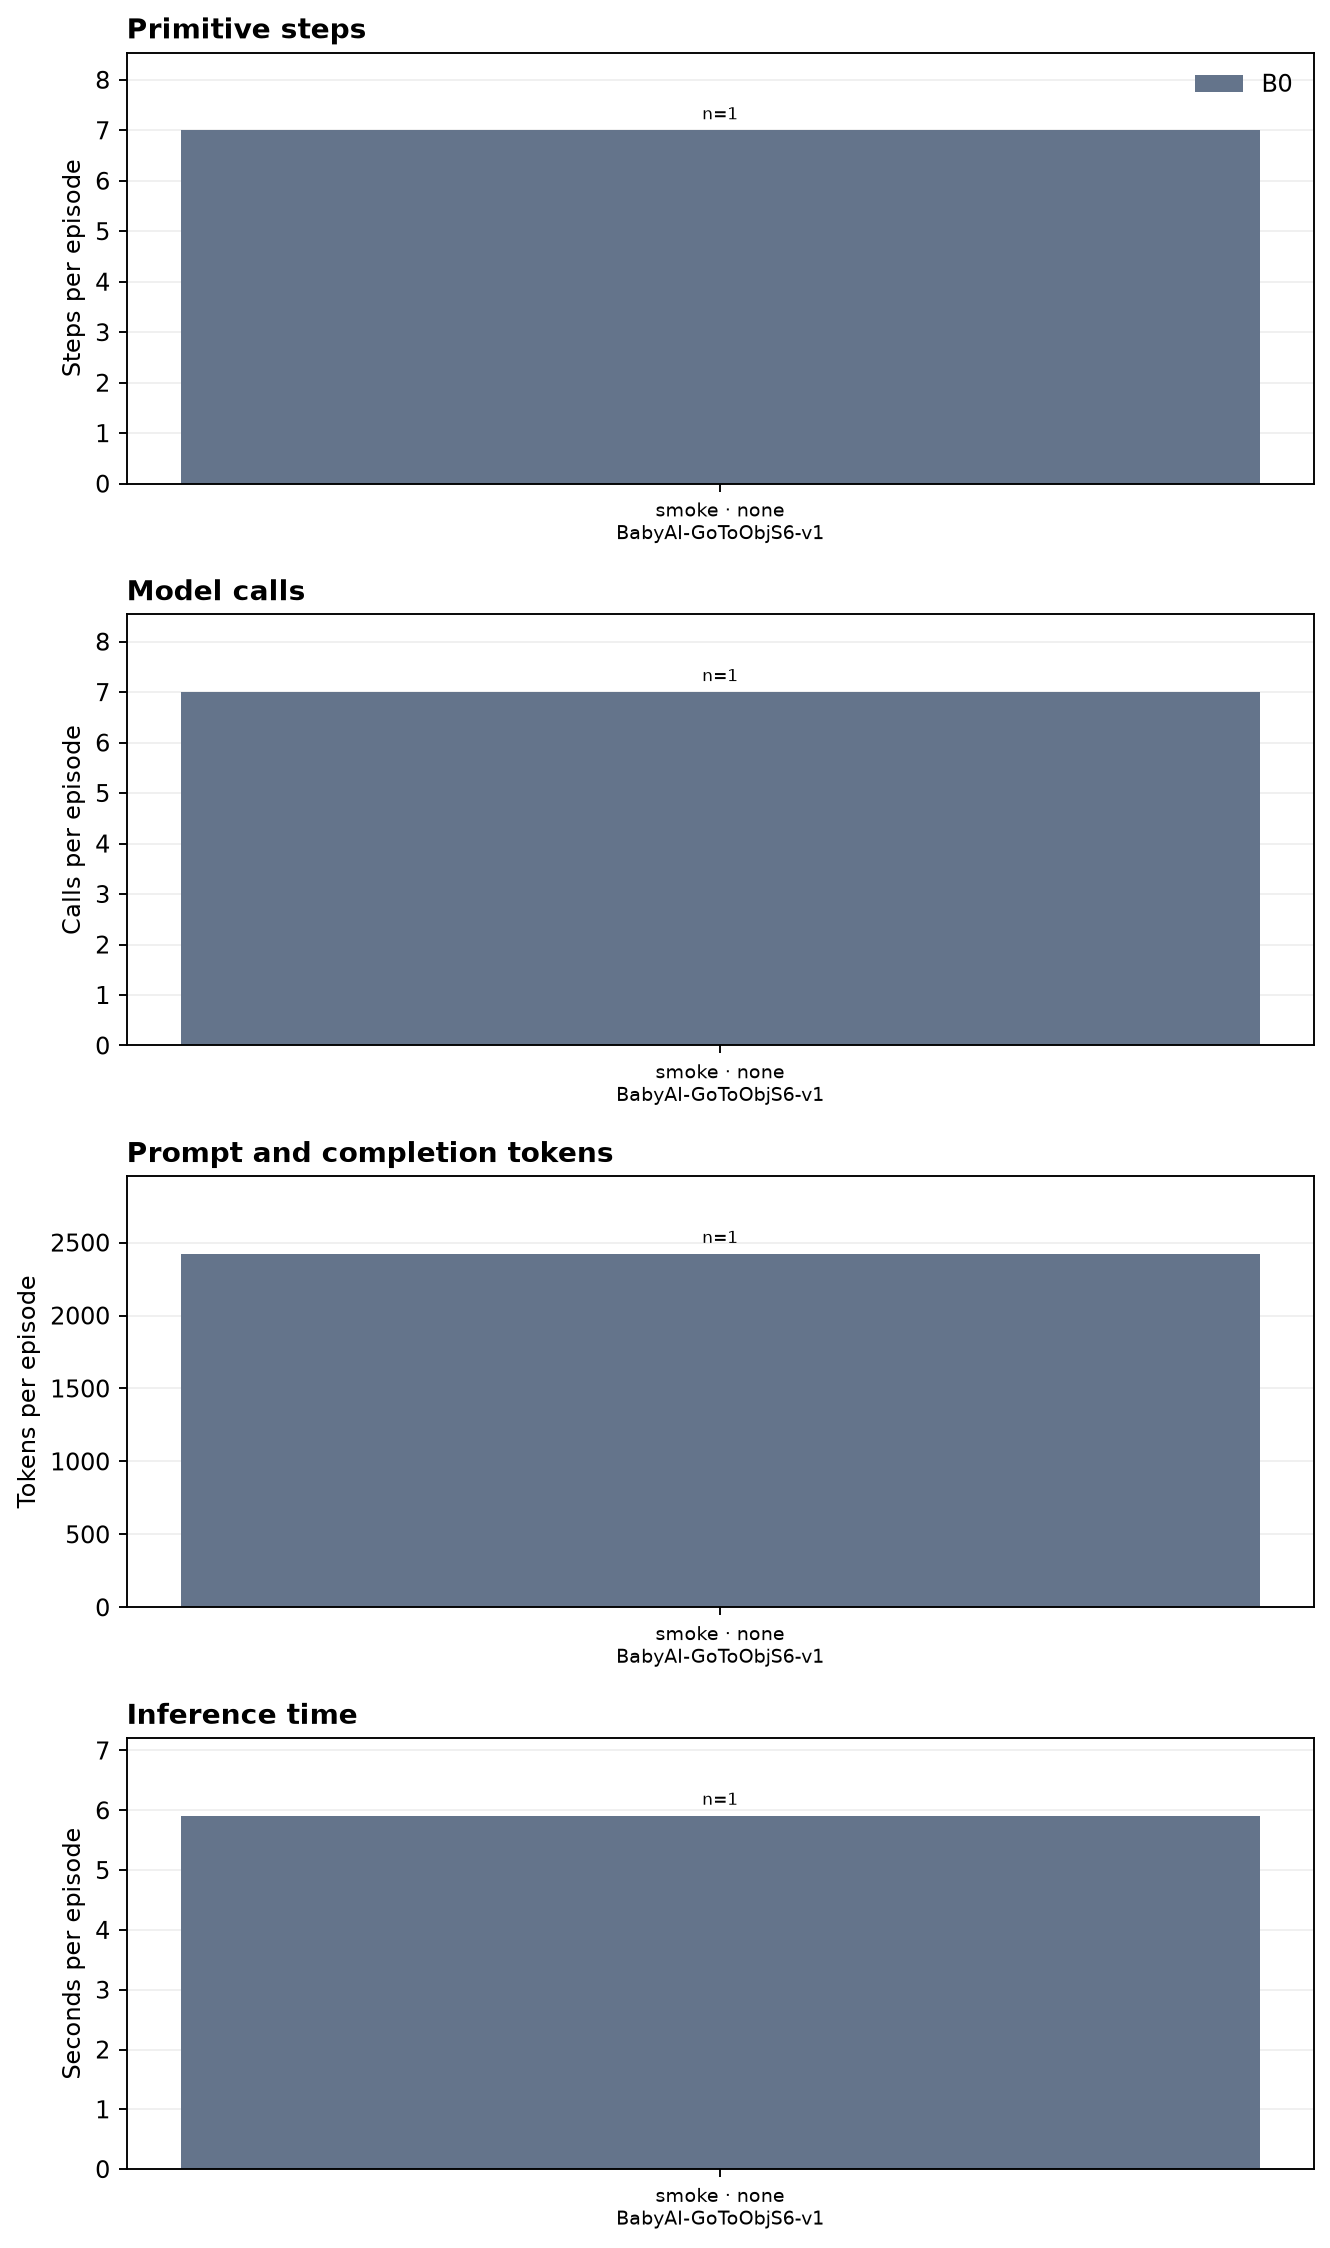 Primitive steps
8
7
6
5
4
3
2
1
0
Steps per episode
n=1
B0
smoke · none
BabyAI-GoToObjS6-v1
Model calls
8
7
6
5
4
3
2
1
0
Calls per episode
n=1
smoke · none
BabyAI-GoToObjS6-v1
Prompt and completion tokens
2500
2000
1500
1000
500
0
Tokens per episode
n=1
smoke · none
BabyAI-GoToObjS6-v1
Inference time
7
6
5
4
3
2
1
0
Seconds per episode
n=1
smoke · none
BabyAI-GoToObjS6-v1